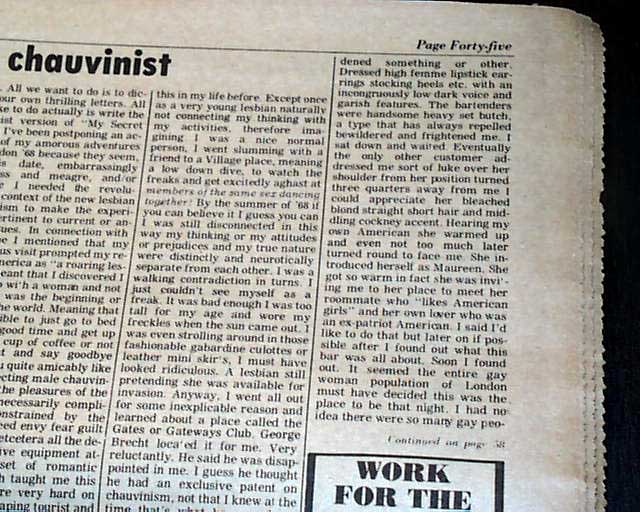 Page Forty-five
chauvinist
. All we want to do is to dic-
our own thrilling letters. All
ke to do actually is write the
ist version of "My Secret
I've been postponing an ac-
of my amorous adventures
don '68 because they seem,
s date, embarrassingly
ss and meagre, and/or
e I needed the revolu-
context of the new lesbian
ism to make the experi-
ertinent to current or an-
ues. In connection with
e I mentioned that my
us visit prompted my re-
merica as "a roaring les-
eant that I discovered I
o with a woman and not
was the beginning or
he world. Meaning that
ible to just go to bed
good time and get up
cup of coffee or not
t and say goodbye
u quite amicably like
ecting male chauvin-
the pleasures of the
necessarily compli-
onstrained by the
eed envy fear guilt
etcetera all the de-
ive equipment at-
set of romantic
h taught me this
re very hard on
aping tourist and
this in my life before. Except once
as a very young lesbian naturally
not connecting my thinking with
my activities, therefore ima-
gining I was a nice normal
person, I went slumming with a
friend to a Village place, meaning
a low down dive, to watch the
freaks and get excitedly aghast at
members of the same sex dancing
together! By the summer of '68 if
you can believe it I guess you can
I was still disconnected in this
way my thinking or my attitudes
or prejudices and my true nature
were distinctly and neurotically
separate from each other. I was a
walking contradiction in turns. I
just couldn't see myself as a
freak. It was bad enough I was too
tall for my age and wore my
freckles when the sun came out. I
was even strolling around in those
fashionable gabardine culottes or
leather mini skir's, I must have
looked ridiculous. A lesbian still
pretending she was available for
invasion. Anyway, I went all out
for some inexplicable reason and
learned about a place called the
Gates or Gateways Club. George
Brecht loca'ed it for me. Very
reluctantly. He said he was disap-
pointed in me. I guess he thought
he had an exclusive patent on
chauvinism, not that I knew at the
time that's what
dened something or other.
Dressed high femme lipstick ear-
rings stocking heels etc. with an
incongruously low dark voice and
garish features. The bartenders
were handsome heavy set butch,
a type that has always repelled
bewildered and frightened me. I
sat down and waited. Eventually
the only other customer ad-
dressed me sort of luke over her
shoulder from her position turned
three quarters away from me I
could appreciate her bleached
blond straight short hair and mid-
dling cockney accent. Hearing my
own American she warmed up
and even not too much later
turned round to face me. She in-
troduced herself as Maureen. She
got so warm in fact she was invi'-
ing me to her place to meet her
roommate who "likes American
girls" and her own lover who was
an ex-patriot American. I said I'd
like to do that but later on if pos-
sible after I found out what this
bar was all about. Soon I found
out. It seemed the entire gay
woman population of London
must have decided this was the
place to be that night. I had no
idea there were so many gay peo-
Continued on page 58
WORK
FOR THE